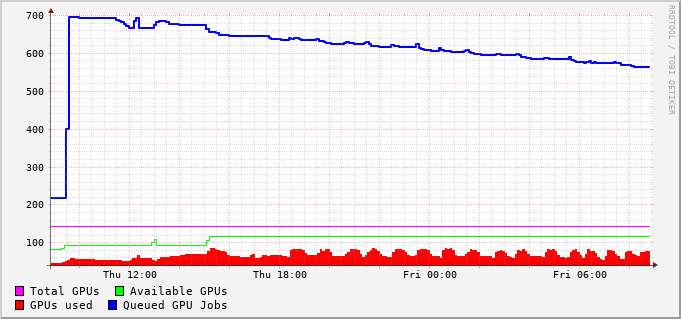 700
600
500
400
300
200
100
Thu 12:00 Thu 18:00 Fri 00:00 Fri 06:00
Total GPUs Available GPUs
GPUs used Queued GPU Jobs
RRDTOOL / TOBI OETIKER